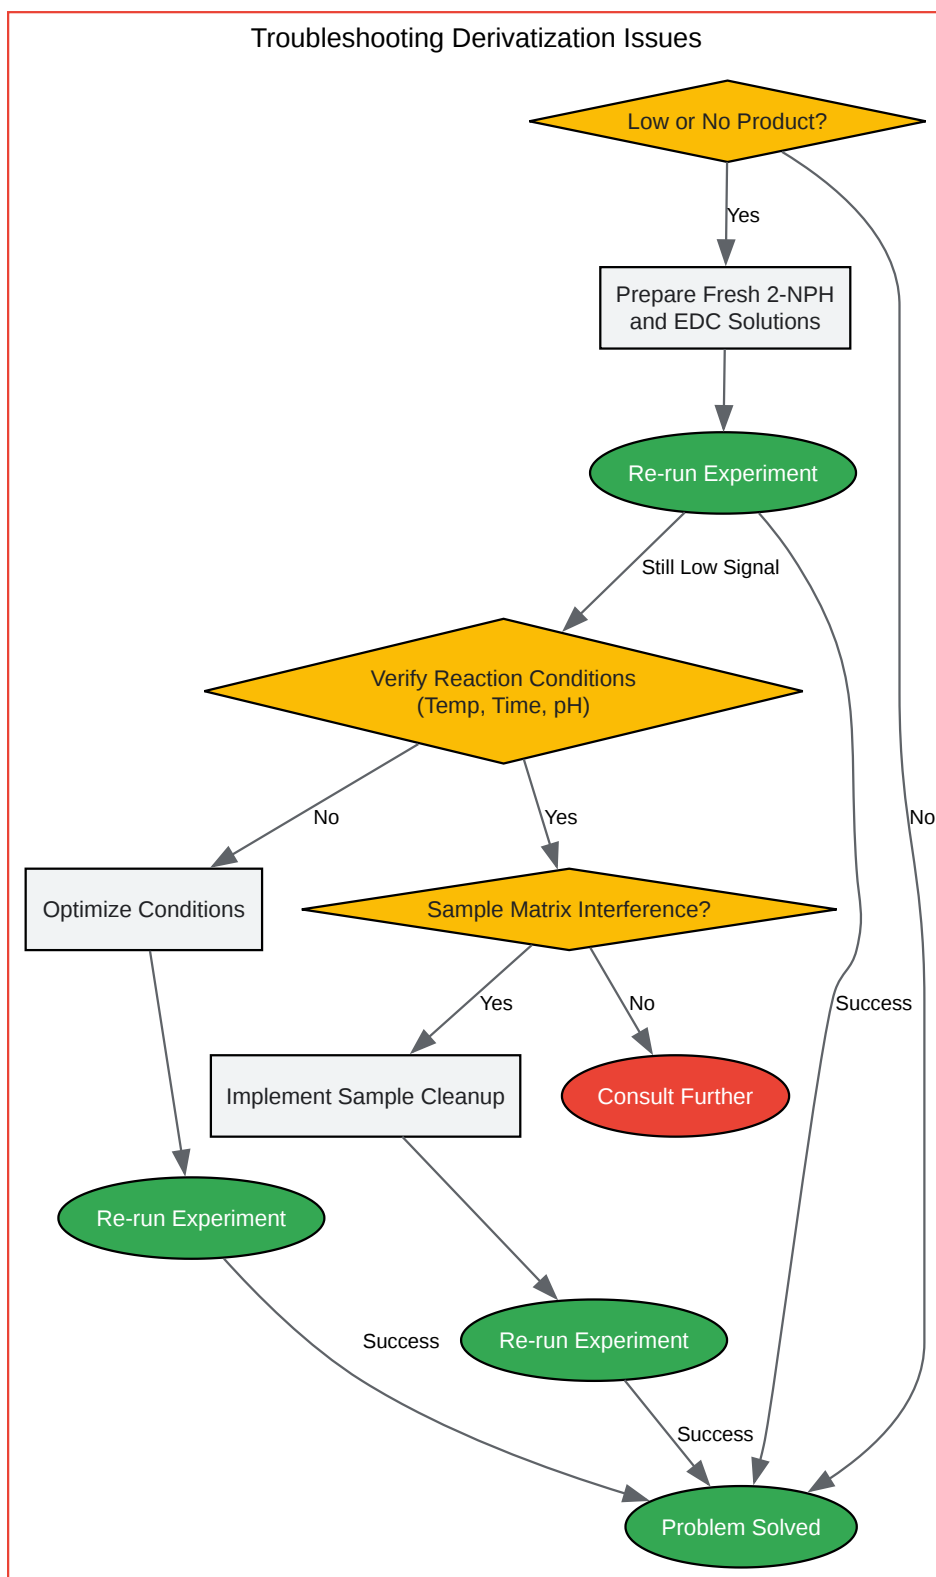 Troubleshooting Derivatization Issues
Low or No Product?
Yes
Prepare Fresh 2-NPH
and EDC Solutions
Re-run Experiment
Still Low Signal
Verify Reaction Conditions
(Temp, Time, pH)
No
Yes
No
Optimize Conditions
Sample Matrix Interference?
Yes
No
Success
Implement Sample Cleanup
Consult Further
Re-run Experiment
Success
Re-run Experiment
Success
Problem Solved